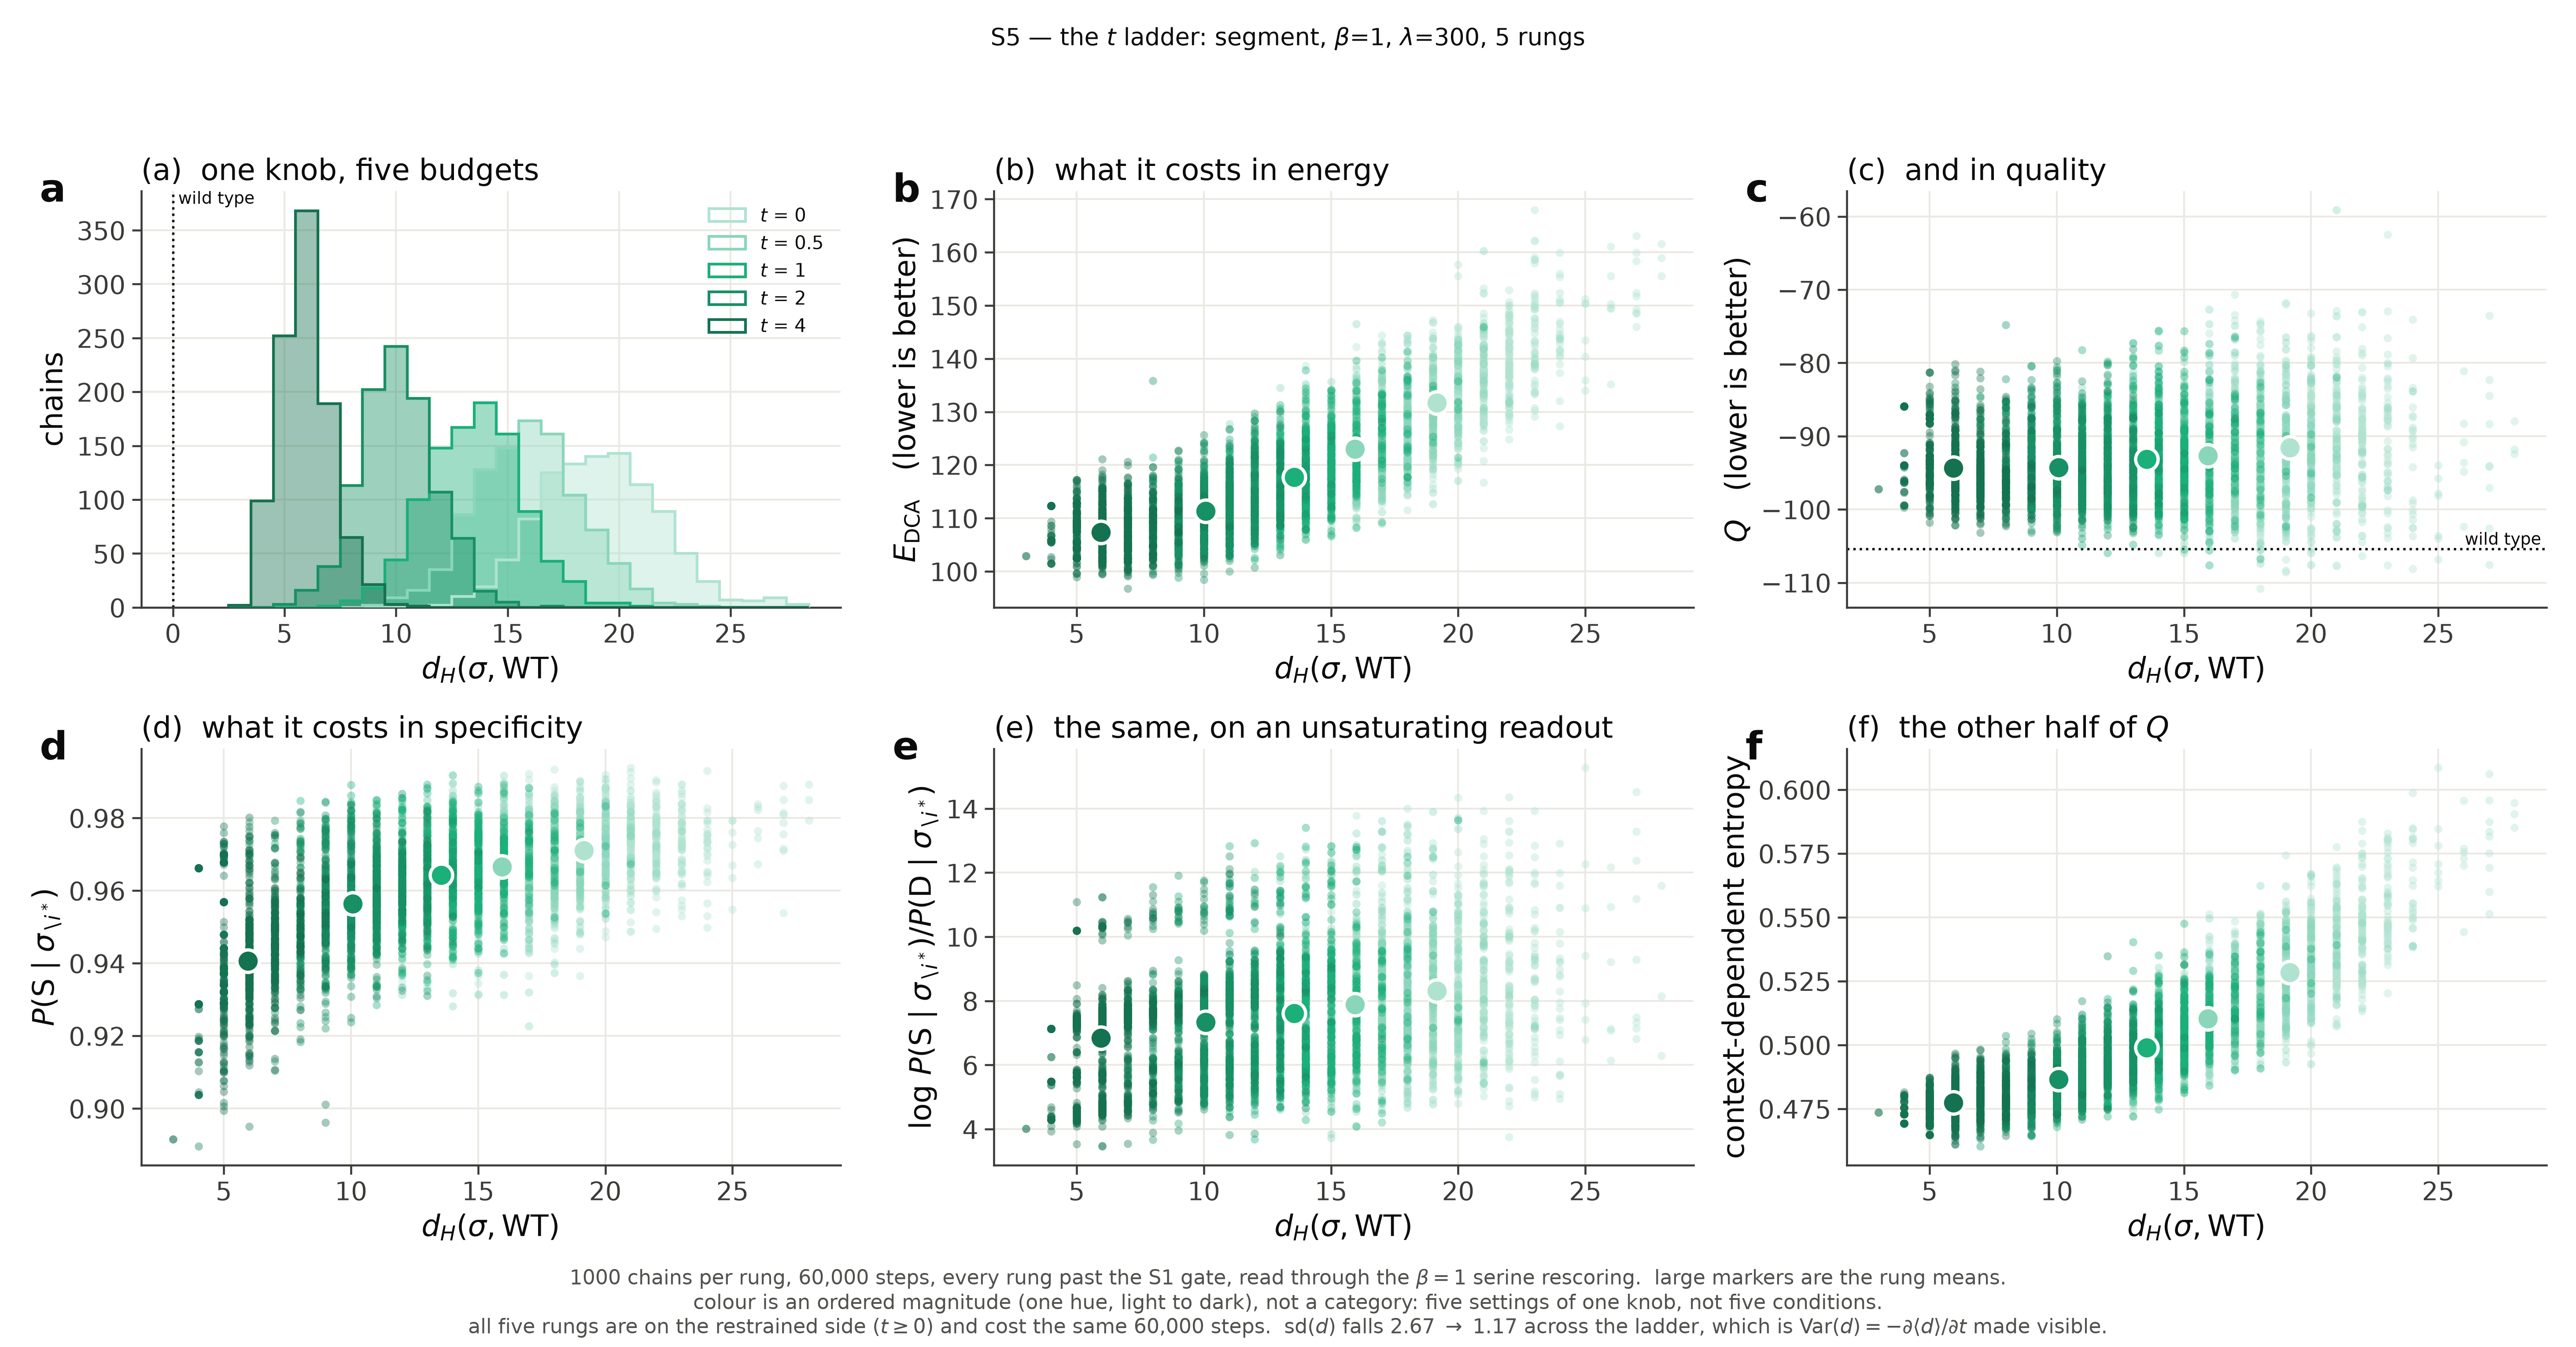 S5 — the t ladder: segment, β=1, λ=300, 5 rungs
a
(a) one knob, five budgets
wild type
t = 0
t = 0.5
t = 1
t = 2
t = 4
chains
350
300
250
200
150
100
50
0
0
5
10
15
20
25
d_H(σ, WT)
b
(b) what it costs in energy
E_DCA (lower is better)
170
160
150
140
130
120
110
100
5
10
15
20
25
d_H(σ, WT)
c
(c) and in quality
Q (lower is better)
−60
−70
−80
−90
−100
−110
wild type
5
10
15
20
25
d_H(σ, WT)
d
(d) what it costs in specificity
P(S | σ_\i*)
0.98
0.96
0.94
0.92
0.90
5
10
15
20
25
d_H(σ, WT)
e
(e) the same, on an unsaturating readout
log P(S | σ_\i*)/P(D | σ_\i*)
14
12
10
8
6
4
5
10
15
20
25
d_H(σ, WT)
f
(f) the other half of Q
context-dependent entropy
0.600
0.575
0.550
0.525
0.500
0.475
5
10
15
20
25
d_H(σ, WT)
1000 chains per rung, 60,000 steps, every rung past the S1 gate, read through the β = 1 serine rescoring. large markers are the rung means.
colour is an ordered magnitude (one hue, light to dark), not a category: five settings of one knob, not five conditions.
all five rungs are on the restrained side (t ≥ 0) and cost the same 60,000 steps. sd(d) falls 2.67 → 1.17 across the ladder, which is Var(d) = −∂⟨d⟩/∂t made visible.